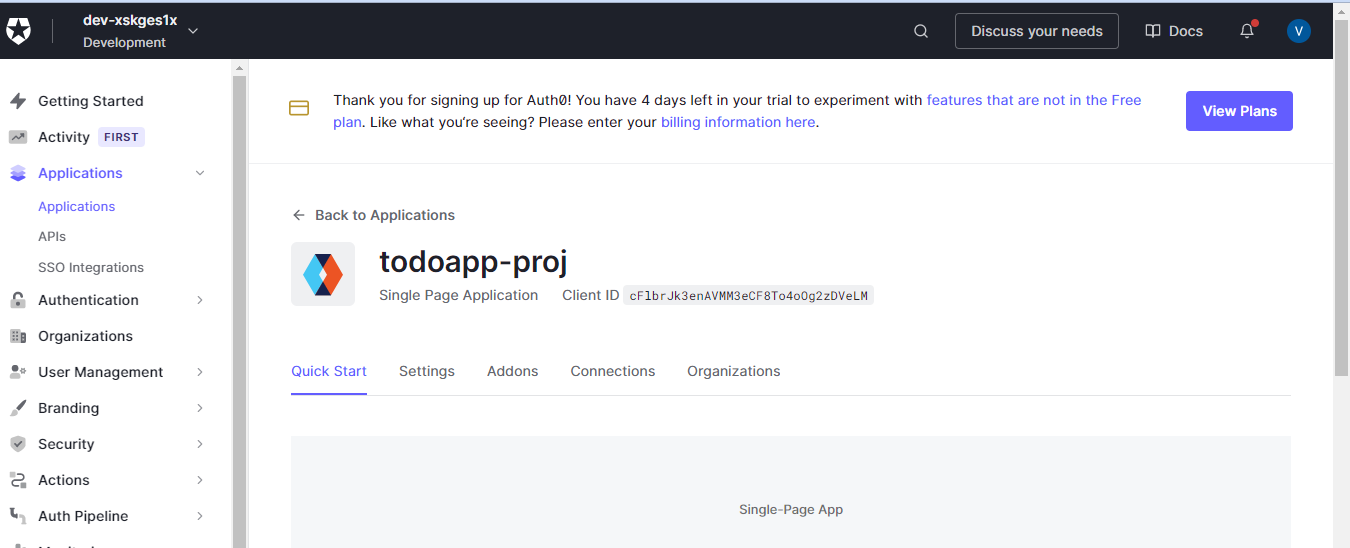 dev-xskges1x
Development
Discuss your needs
Docs
V
Getting Started
Activity FIRST
Applications
Applications
APIs
SSO Integrations
Authentication
Organizations
User Management
Branding
Security
Actions
Auth Pipeline
Thank you for signing up for Auth0! You have 4 days left in your trial to experiment with features that are not in the Free
plan. Like what you're seeing? Please enter your billing information here.
View Plans
Back to Applications
todoapp-proj
Single Page Application Client ID cFlbrJk3enAVMM3eCF8To4oOg2zDVeLM
Quick Start Settings Addons Connections Organizations
Single-Page App